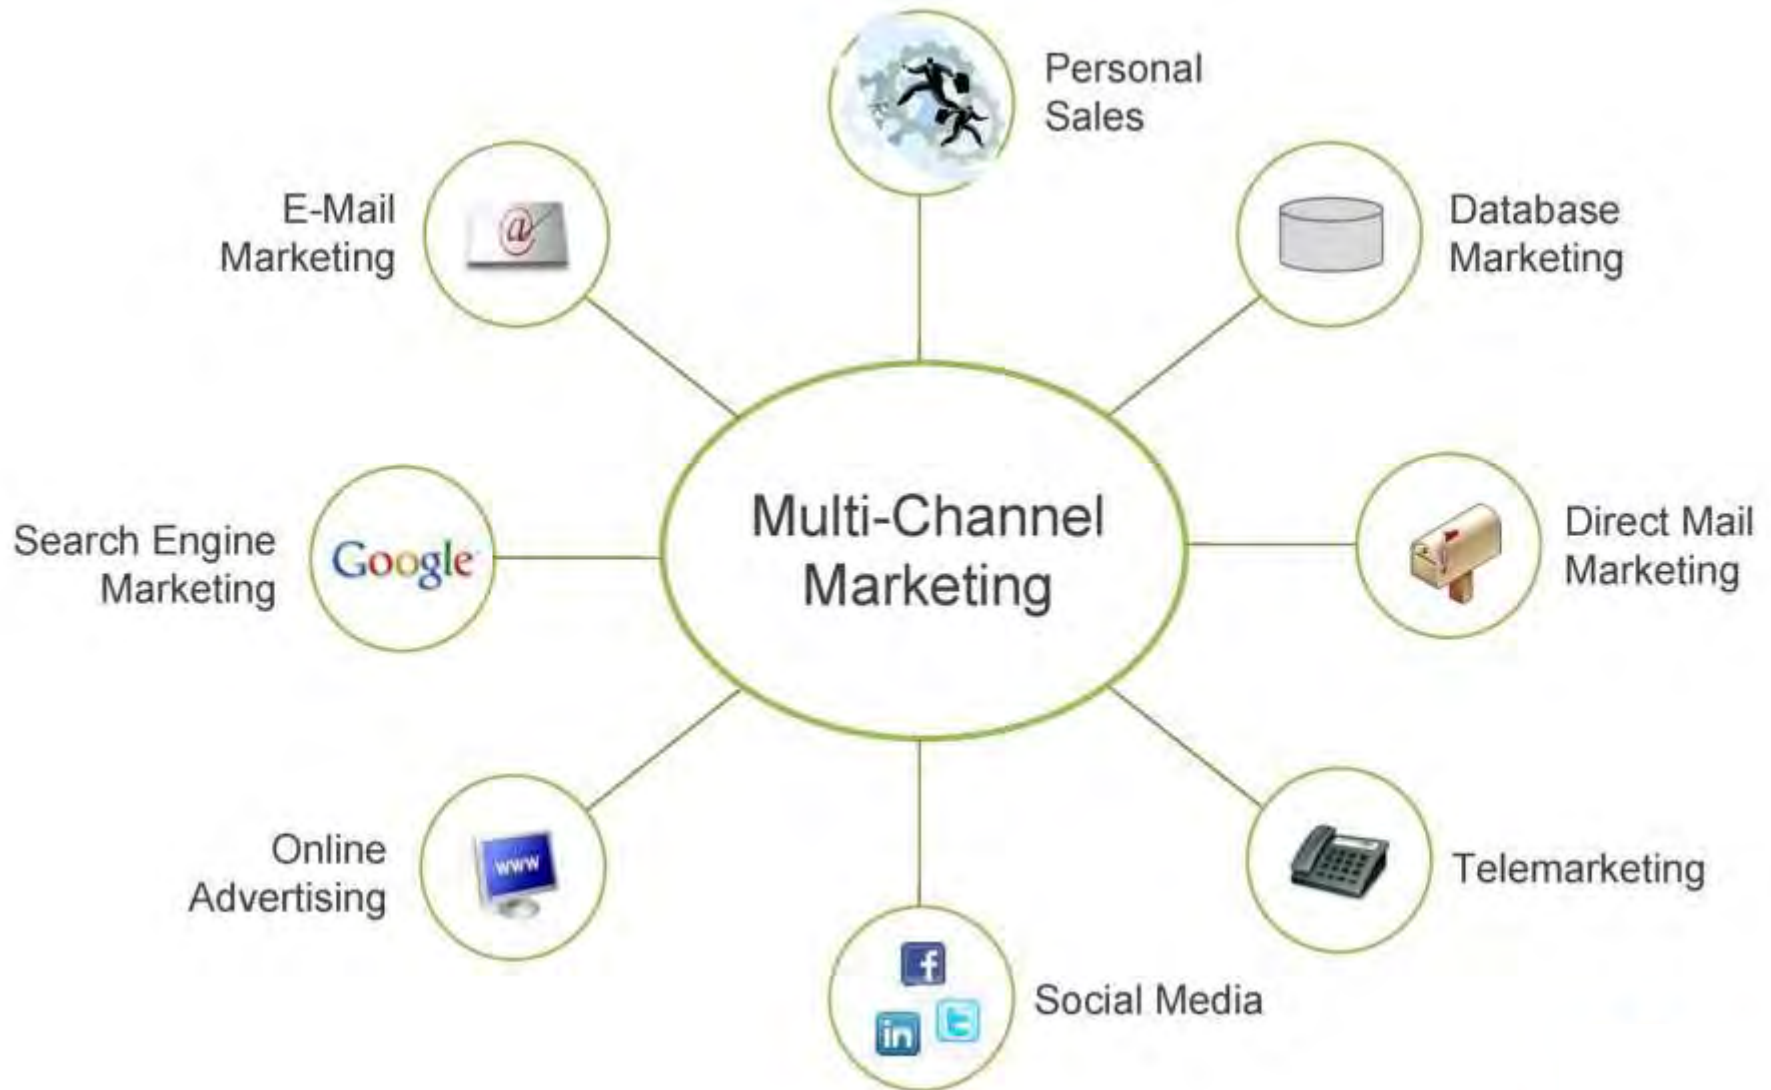 Personal
Sales
E-Mail
Marketing
@
Database
Marketing
Multi-Channel
Marketing
Search Engine
Marketing
Google
Direct Mail
Marketing
Online
Advertising
www
Telemarketing
f
in
t
Social Media